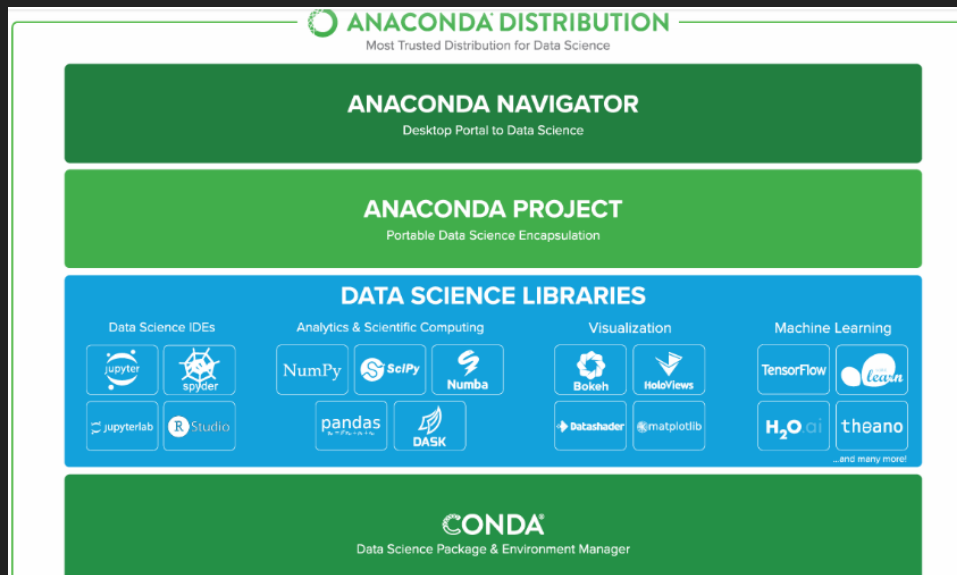 ANACONDA DISTRIBUTION
Most Trusted Distribution for Data Science
ANACONDA NAVIGATOR
Desktop Portal to Data Science
ANACONDA PROJECT
Portable Data Science Encapsulation
DATA SCIENCE LIBRARIES
Data Science IDEs
jupyter
spyder
jupyterlab
R Studio
Analytics & Scientific Computing
NumPy
SciPy
Numba
pandas
DASK
Visualization
Bokeh
HoloViews
Datashader
matplotlib
Machine Learning
TensorFlow
learn
H₂O.ai
theano
...and many more!
CONDA®
Data Science Package & Environment Manager